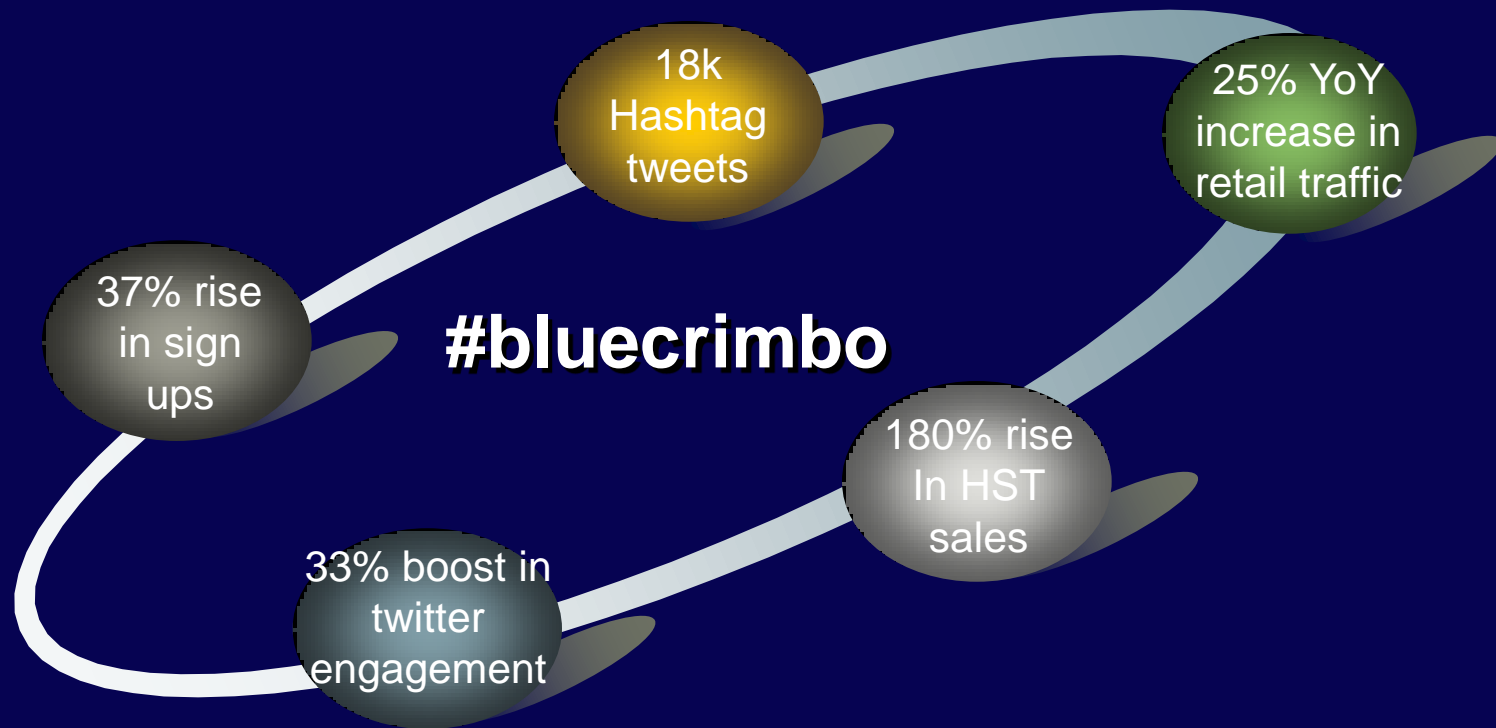 18k
Hashtag
tweets
25% YoY
increase in
retail traffic
37% rise
in sign
ups
#bluecrimbo
180% rise
In HST
sales
33% boost in
twitter
engagement